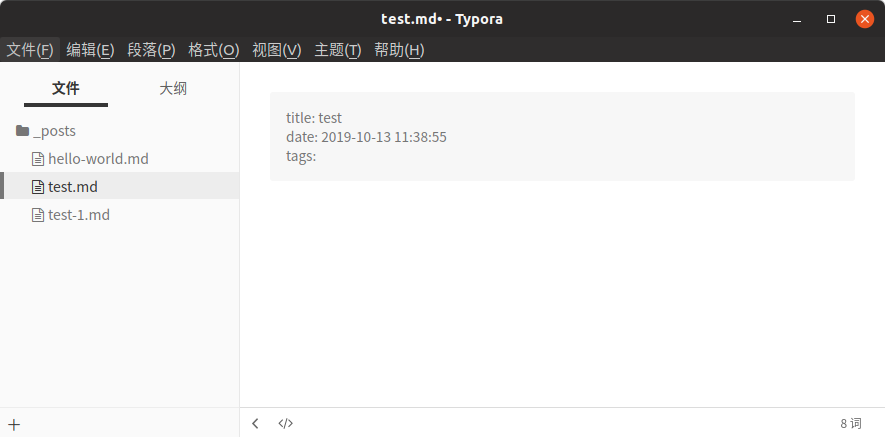 test.md• - Typora
文件(F) 编辑(E) 段落(P) 格式(O) 视图(V) 主题(T) 帮助(H)
文件 大纲
_posts
hello-world.md
test.md
test-1.md
title: test
date: 2019-10-13 11:38:55
tags:
8 词